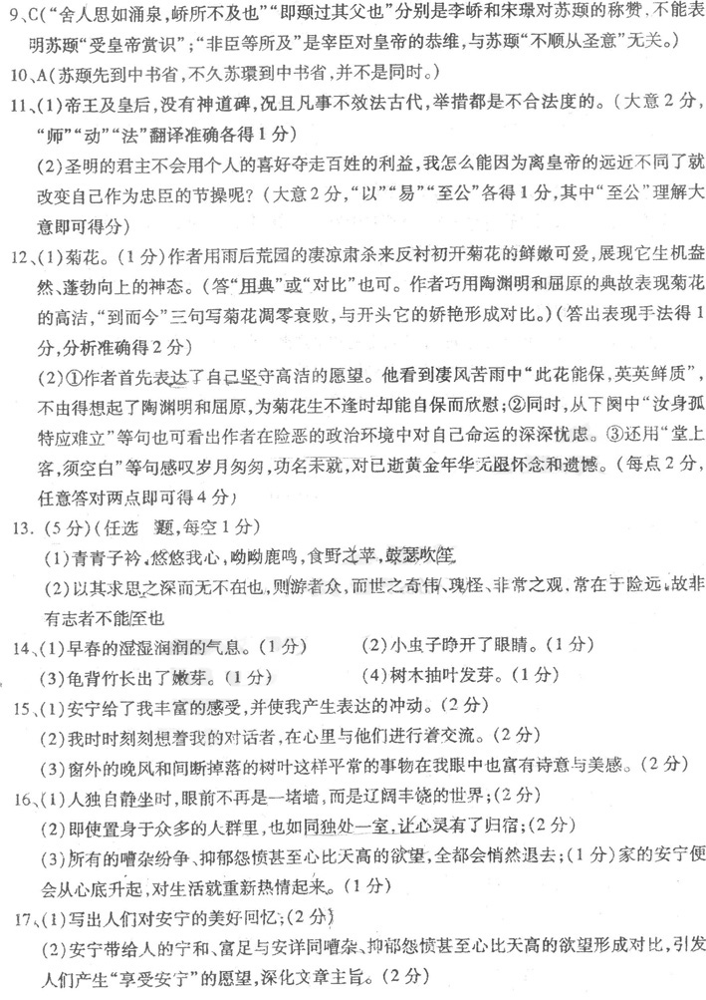 9、C(“舍人思如涌泉,峤所不及也”“即颋过其父也”分别是李峤和宋璟对苏颋的称赞,不能表
明苏颋“受皇帝赏识”;“非臣等所及”是宰臣对皇帝的恭维,与苏颋“不顺从圣意”无关。)
10、A(苏颋先到中书省,不久苏瓌到中书省,并不是同时。)
11、(1)帝王及皇后,没有神道碑,况且凡事不效法古代,举措都是不合法度的。(大意2分,
“师”“动”“法”翻译准确各得1分)
(2)圣明的君主不会用个人的喜好夺走百姓的利益,我怎么能因为离皇帝的远近不同了就
改变自己作为忠臣的节操呢?(大意2分,“以”“易”“至公”各得1分,其中“至公”理解大
意即可得分)
12、(1)菊花。(1分)作者用雨后荒园的凄凉肃杀来反衬初开菊花的鲜嫩可爱,展现它生机盎
然、蓬勃向上的神态。(答“用典”或“对比”也可。作者巧用陶渊明和屈原的典故表现菊花
的高洁,“到而今”三句写菊花凋零衰败,与开头它的娇艳形成对比。)(答出表现手法得1
分,分析准确得2分)
(2)①作者首先表达了自己坚守高洁的愿望。他看到凄风苦雨中“此花能保,英英鲜质”,
不由得想起了陶渊明和屈原,为菊花生不逢时却能自保而欣慰;②同时,从下阕中“汝身孤
特应难立”等句也可看出作者在险恶的政治环境中对自己命运的深深忧虑。③还用“堂上
客,须空白”等句感叹岁月匆匆,功名未就,对已逝黄金年华无限怀念和遗憾。(每点2分,
任意答对两点即可得4分)
13.(5分)(任选 题,每空1分)
(1)青青子衿,悠悠我心,呦呦鹿鸣,食野之苹,鼓瑟吹笙
(2)以其求思之深而无不在也,则游者众,而世之奇伟、瑰怪、非常之观,常在于险远,故非
有志者不能至也
14、(1)早春的湿湿润润的气息。(1分) (2)小虫子睁开了眼睛。(1分)
(3)龟背竹长出了嫩芽。(1分) (4)树木抽叶发芽。(1分)
15、(1)安宁给了我丰富的感受,并使我产生表达的冲动。(2分)
(2)我时时刻刻想着我的对话者,在心里与他们进行着交流。(2分)
(3)窗外的晚风和间断掉落的树叶这样平常的事物在我眼中也富有诗意与美感。(2分)
16、(1)人独自静坐时,眼前不再是一堵墙,而是辽阔丰饶的世界;(2分)
(2)即使置身于众多的人群里,也如同独处一室,让心灵有了归宿;(2分)
(3)所有的嘈杂纷争、抑郁怨愤甚至心比天高的欲望,全都会悄然退去;(1分)家的安宁便
会从心底升起,对生活就重新热情起来。(1分)
17、(1)写出人们对安宁的美好回忆;(2分)
(2)安宁带给人的宁和、富足与安详同嘈杂、抑郁怨愤甚至心比天高的欲望形成对比,引发
人们产生“享受安宁”的愿望,深化文章主旨。(2分)